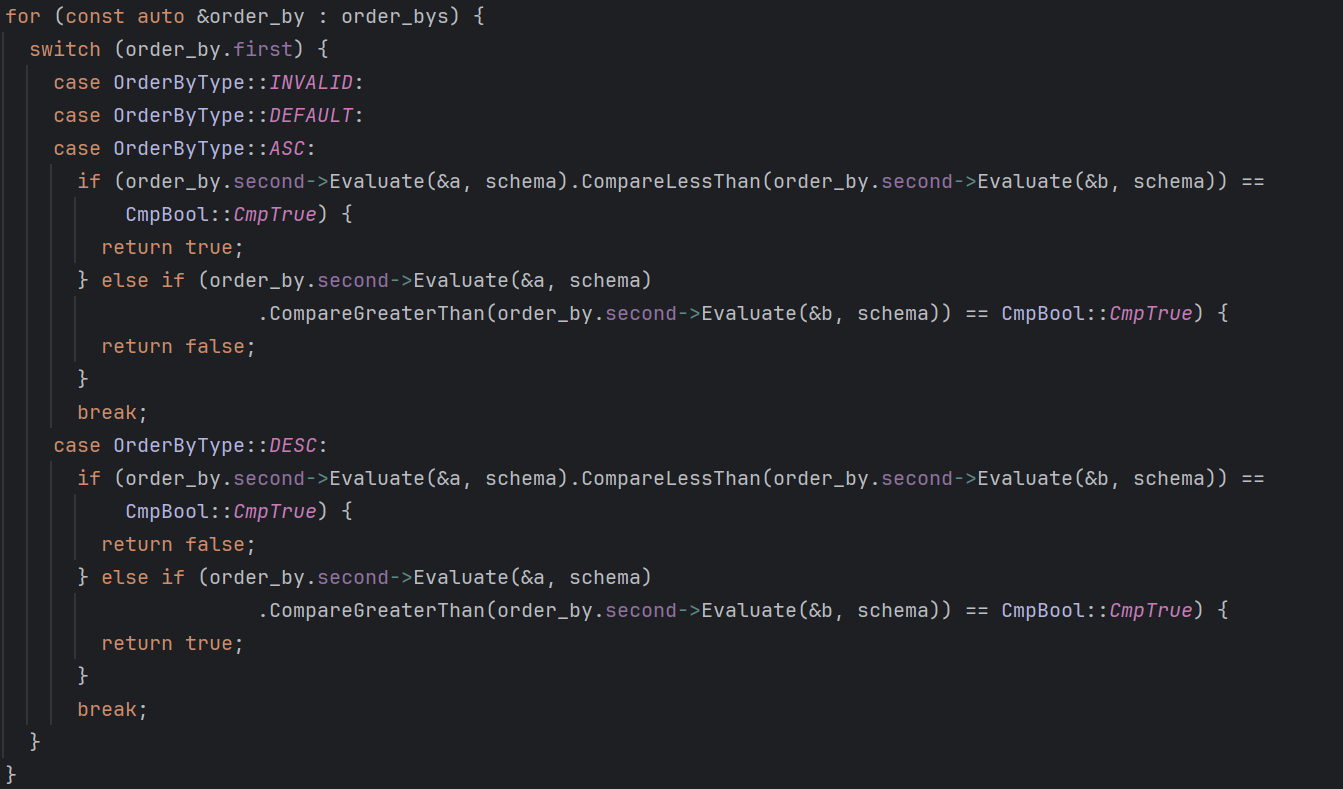 for (const auto &order_by : order_bys) {
  switch (order_by.first) {
    case OrderByType::INVALID:
    case OrderByType::DEFAULT:
    case OrderByType::ASC:
      if (order_by.second->Evaluate(&a, schema).CompareLessThan(order_by.second->Evaluate(&b, schema)) ==
          CmpBool::CmpTrue) {
        return true;
      } else if (order_by.second->Evaluate(&a, schema)
                     .CompareGreaterThan(order_by.second->Evaluate(&b, schema)) == CmpBool::CmpTrue) {
        return false;
      }
      break;
    case OrderByType::DESC:
      if (order_by.second->Evaluate(&a, schema).CompareLessThan(order_by.second->Evaluate(&b, schema)) ==
          CmpBool::CmpTrue) {
        return false;
      } else if (order_by.second->Evaluate(&a, schema)
                     .CompareGreaterThan(order_by.second->Evaluate(&b, schema)) == CmpBool::CmpTrue) {
        return true;
      }
      break;
  }
}